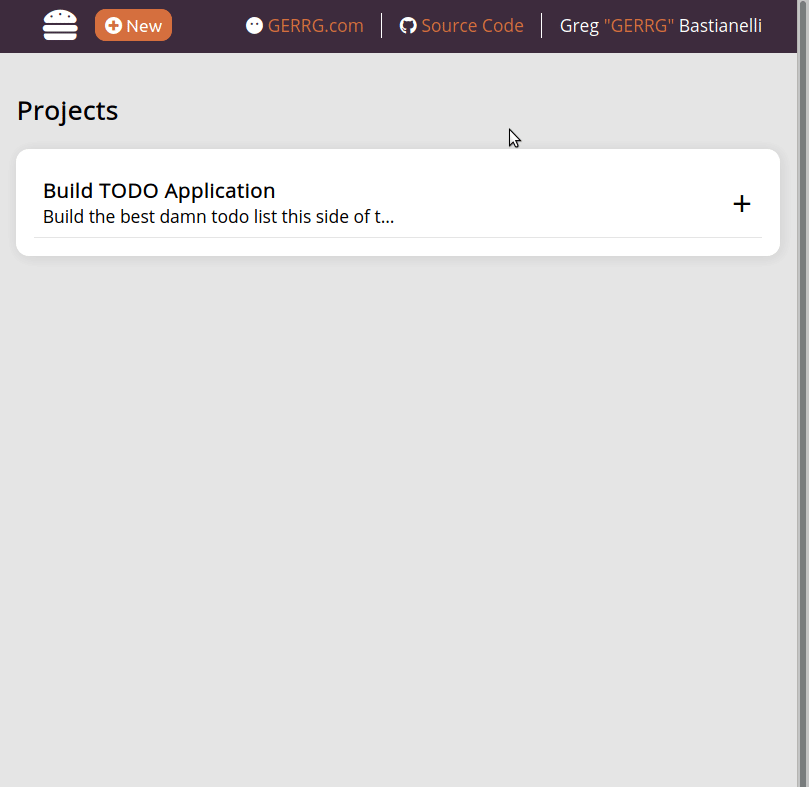 New GERRG.com Source Code Greg "GERRG" Bastianelli
Projects
Build TODO Application
Build the best damn todo list this side of t...